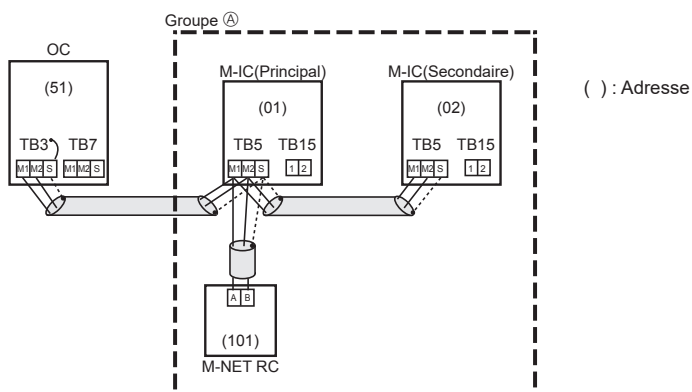 Groupe Ⓐ
OC
(51)
TB3 TB7
M1 M2 S M1 M2 S
M-IC(Principal)
(01)
TB5 TB15
M1 M2 S 1 2
M-IC(Secondaire)
(02)
TB5 TB15
M1 M2 S 1 2
( ) : Adresse
A B
(101)
M-NET RC